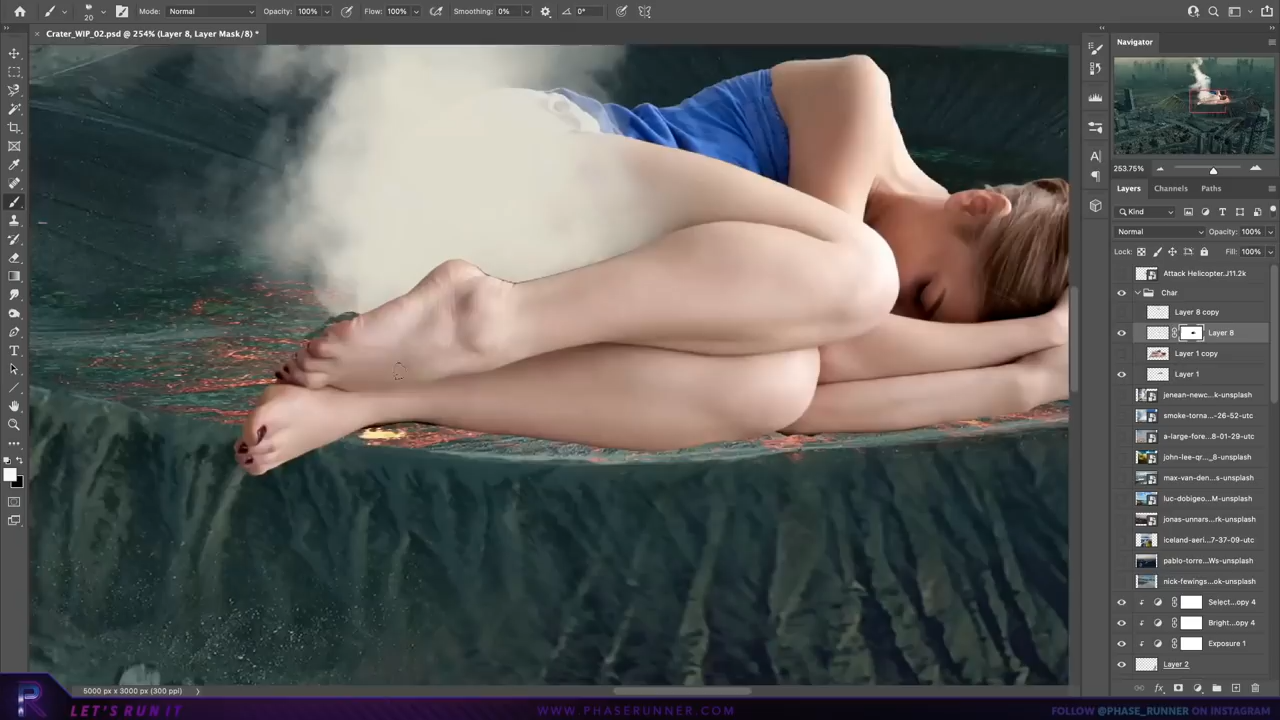 Mode: Normal Opacity: 100% Flow: 100% Smoothing: 0% 0°
20
Crater_WIP_02.psd @ 254% (Layer 8, Layer Mask/8) *
Navigator
253.75%
Layers Channels Paths
Kind
Normal Opacity: 100%
Lock: Fill: 100%
Attack Helicopter.J11.2k
Char
Layer 8 copy
Layer 8
Layer 1 copy
Layer 1
jenean-newc...k-unsplash
smoke-torna...-26-52-utc
a-large-fore...8-01-29-utc
john-lee-qr..._6-unsplash
max-van-den...s-unsplash
luc-dobigeo...M-unsplash
jonas-unnars...rk-unsplash
iceland-aeri...7-37-09-utc
pablo-torre...Ws-unsplash
nick-fewings...ok-unsplash
Select...opy 4
Bright...opy 4
Exposure 1
Layer 2
5000 px x 3000 px (300 ppi)
LET'S RUN IT
WWW.PHASERUNNER.COM
FOLLOW @PHASE_RUNNER ON INSTAGRAM